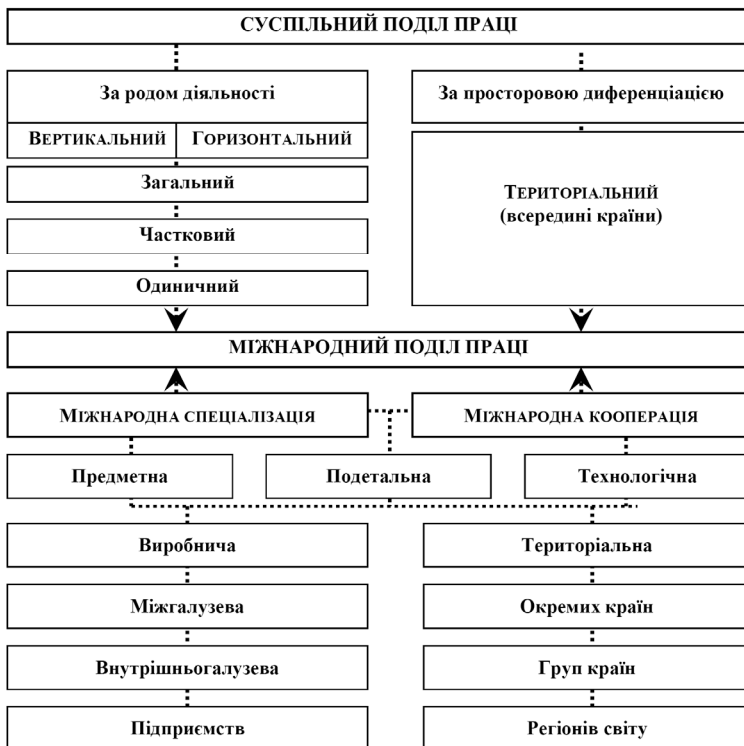 СУСПІЛЬНИЙ ПОДІЛ ПРАЦІ
За родом діяльності
За просторовою диференціацією
ВЕРТИКАЛЬНИЙ
ГОРИЗОНТАЛЬНИЙ
Загальний
Частковий
Одиничний
ТЕРИТОРІАЛЬНИЙ
(всередині країни)
МІЖНАРОДНИЙ ПОДІЛ ПРАЦІ
МІЖНАРОДНА СПЕЦІАЛІЗАЦІЯ
МІЖНАРОДНА КООПЕРАЦІЯ
Предметна
Подетальна
Технологічна
Виробнича
Територіальна
Міжгалузева
Окремих країн
Внутрішньогалузева
Груп країн
Підприємств
Регіонів світу